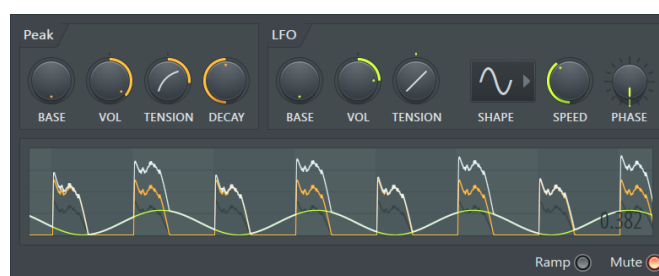 Peak
LFO
BASE VOL TENSION DECAY
BASE VOL TENSION SHAPE SPEED PHASE
0.382
Ramp Mute